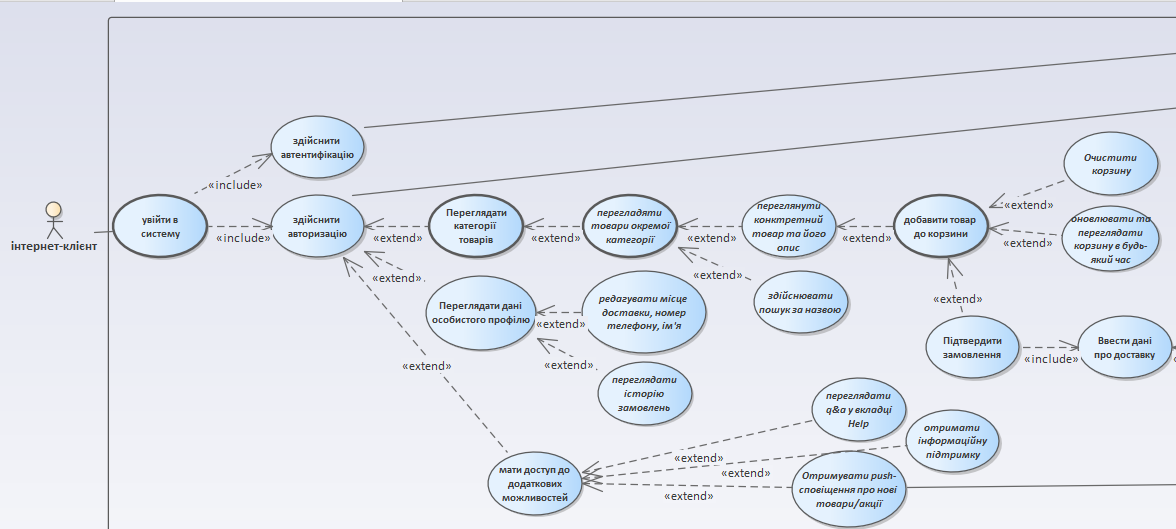 здійснити
автентифікацію
«include»
інтернет-клієнт
увійти в
систему
«include»
здійснити
авторизацію
«extend»
Переглядати
категорії
товарів
«extend»
перегладяти
товари окремої
категорії
«extend»
переглянути
конктретний
товар та його
опис
«extend»
добавити товар
до корзини
Очистити
корзину
«extend»
оновлювати та
переглядати
корзину в будь-
який час
«extend»
«extend»
Переглядати дані
особистого профілю
«extend»
редагувати місце
доставки, номер
телефону, ім'я
«extend»
здійснювати
пошук за назвою
«extend»
переглядати
історію
замовлень
«extend»
Підтвердити
замовлення
«include»
Ввести дані
про доставку
«extend»
мати доступ до
додаткових
можливостей
«extend»
переглядати
q&a у вкладці
Help
«extend»
отримати
інформаційну
підтримку
«extend»
Отримувати push-
сповіщення про нові
товари/акції